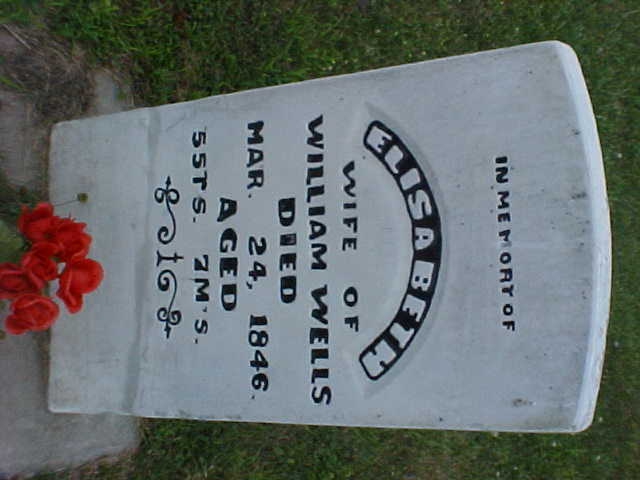 IN MEMORY OF
ELISABETH
WIFE OF
WILLIAM WELLS
DIED
MAR. 24, 1846.
AGED
55YS. 7M'S.